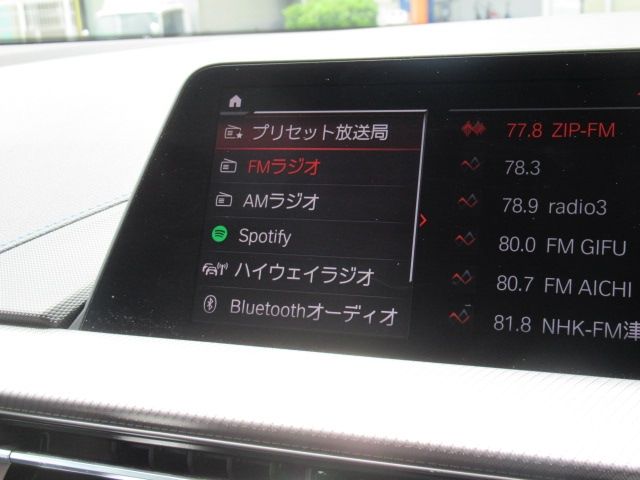 プリセット放送局
FMラジオ
AMラジオ
Spotify
ハイウェイラジオ
Bluetoothオーディオ
77.8 ZIP-FM
78.3
78.9 radio3
80.0 FM GIFU
80.7 FM AICHI
81.8 NHK-FM津